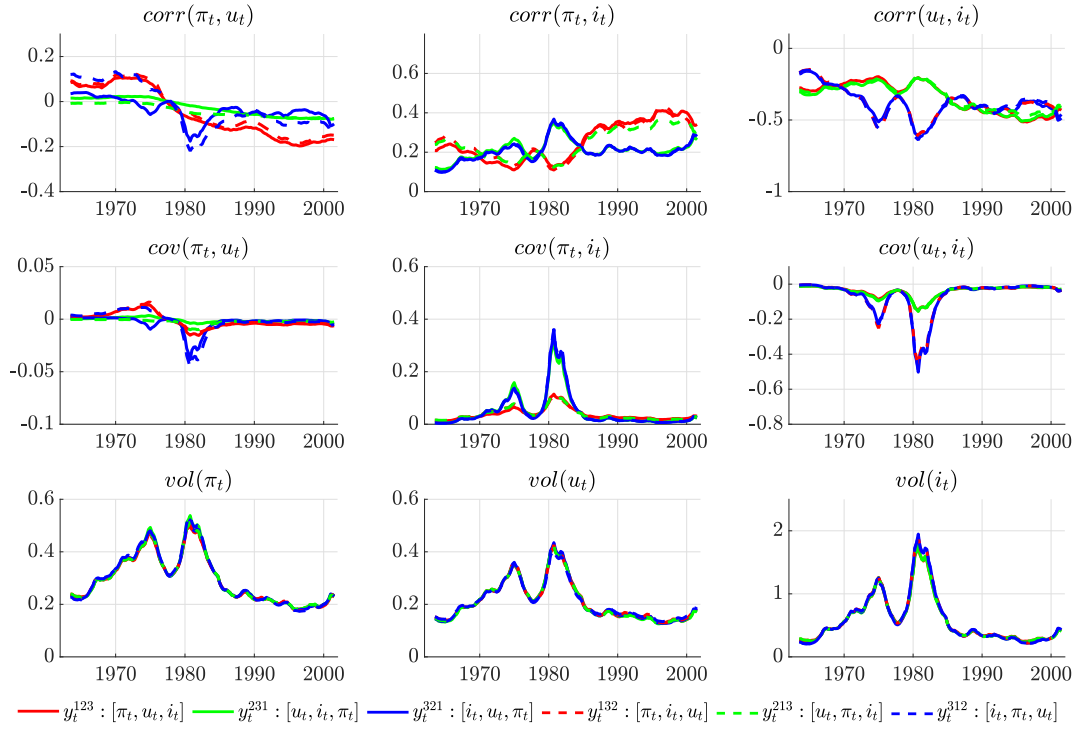 corr(π_t, u_t) corr(π_t, i_t) corr(u_t, i_t)
0.2 0 -0.2 -0.4
0.6 0.4 0.2 0
0 -0.5 -1
1970 1980 1990 2000 1970 1980 1990 2000 1970 1980 1990 2000
cov(π_t, u_t) cov(π_t, i_t) cov(u_t, i_t)
0.05 0 -0.05 -0.1
0.6 0.4 0.2 0
0 -0.2 -0.4 -0.6 -0.8
1970 1980 1990 2000 1970 1980 1990 2000 1970 1980 1990 2000
vol(π_t) vol(u_t) vol(i_t)
0.6 0.4 0.2 0
0.6 0.4 0.2 0
2 1 0
1970 1980 1990 2000 1970 1980 1990 2000 1970 1980 1990 2000
y_t^123 : [π_t, u_t, i_t] y_t^231 : [u_t, i_t, π_t] y_t^321 : [i_t, u_t, π_t] y_t^132 : [π_t, i_t, u_t] y_t^213 : [u_t, π_t, i_t] y_t^312 : [i_t, π_t, u_t]